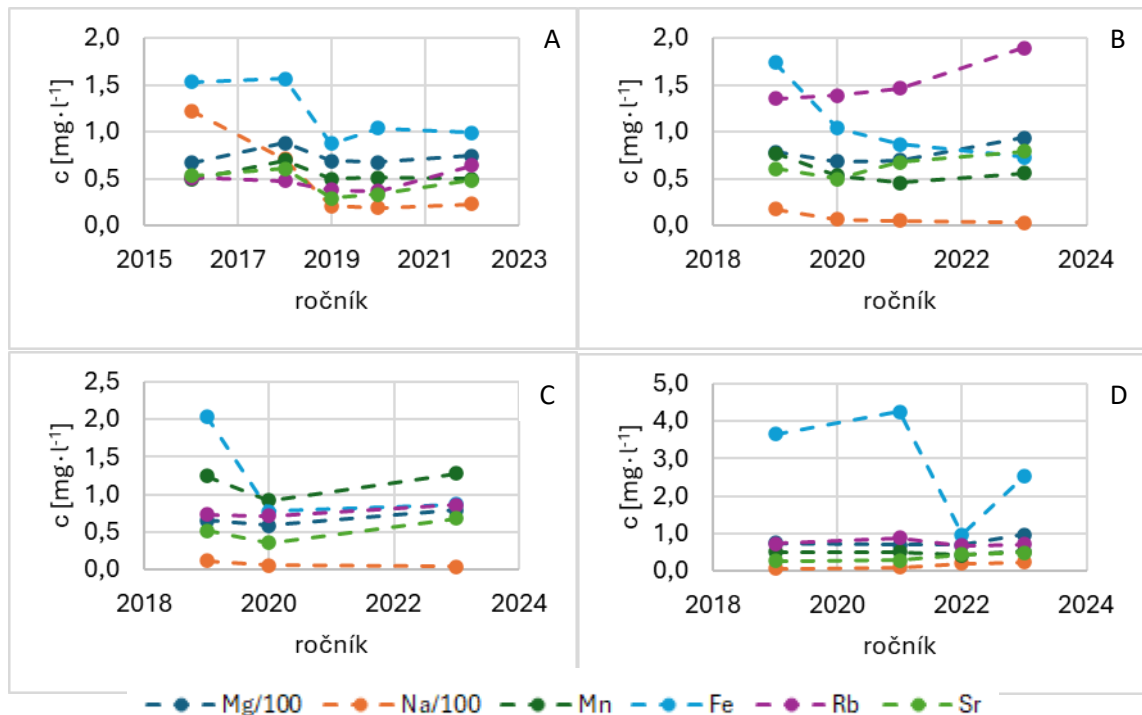 A
2,0
1,5
1,0
0,5
0,0
c [mg·l-1]
2015 2017 2019 2021 2023
ročník
B
2,0
1,5
1,0
0,5
0,0
c [mg·l-1]
2018 2020 2022 2024
ročník
C
2,5
2,0
1,5
1,0
0,5
0,0
c [mg·l-1]
2018 2020 2022 2024
ročník
D
5,0
4,0
3,0
2,0
1,0
0,0
c [mg·l-1]
2018 2020 2022 2024
ročník
Mg/100 Na/100 Mn Fe Rb Sr